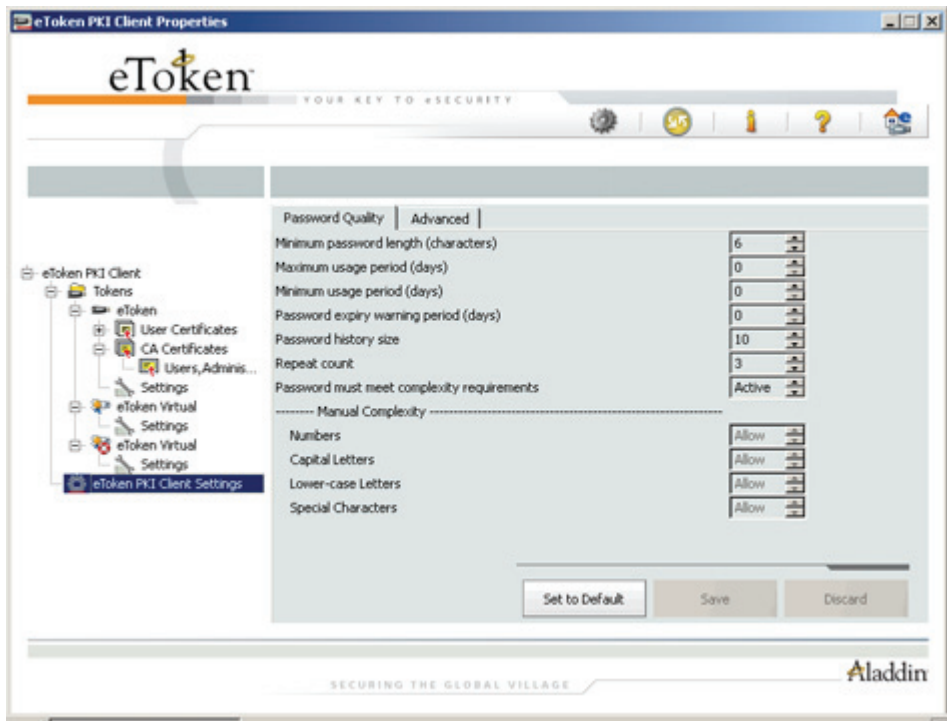 eToken PKI Client Properties
eToken
YOUR KEY TO eSECURITY
Password Quality
Advanced
Minimum password length (characters) 6
Maximum usage period (days) 0
Minimum usage period (days) 0
Password expiry warning period (days) 0
Password history size 10
Repeat count 3
Password must meet complexity requirements Active
-------- Manual Complexity --------
Numbers Allow
Capital Letters Allow
Lower-case Letters Allow
Special Characters Allow
eToken PKI Client
Tokens
eToken
User Certificates
CA Certificates
Users,Adminis...
Settings
eToken Virtual
Settings
eToken Virtual
Settings
eToken PKI Client Settings
Set to Default
Save
Discard
SECURING THE GLOBAL VILLAGE
Aladdin